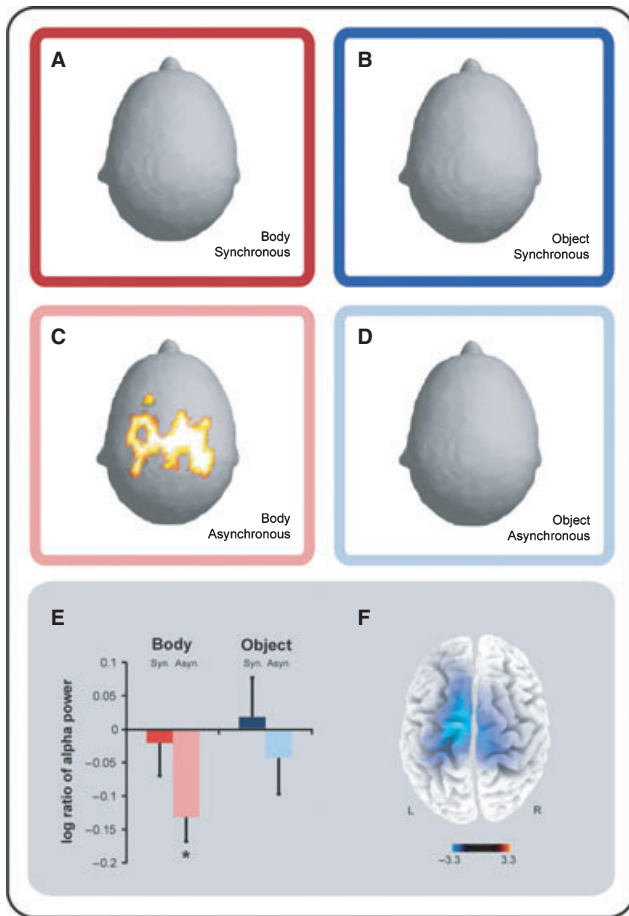 A
Body
Synchronous
B
Object
Synchronous
C
Body
Asynchronous
D
Object
Asynchronous
E
Body
Object
Syn. Asyn.
Syn. Asyn.
log ratio of alpha power
0.1
0.05
0
−0.05
−0.1
−0.15
−0.2
*
F
L
R
−3.3
3.3